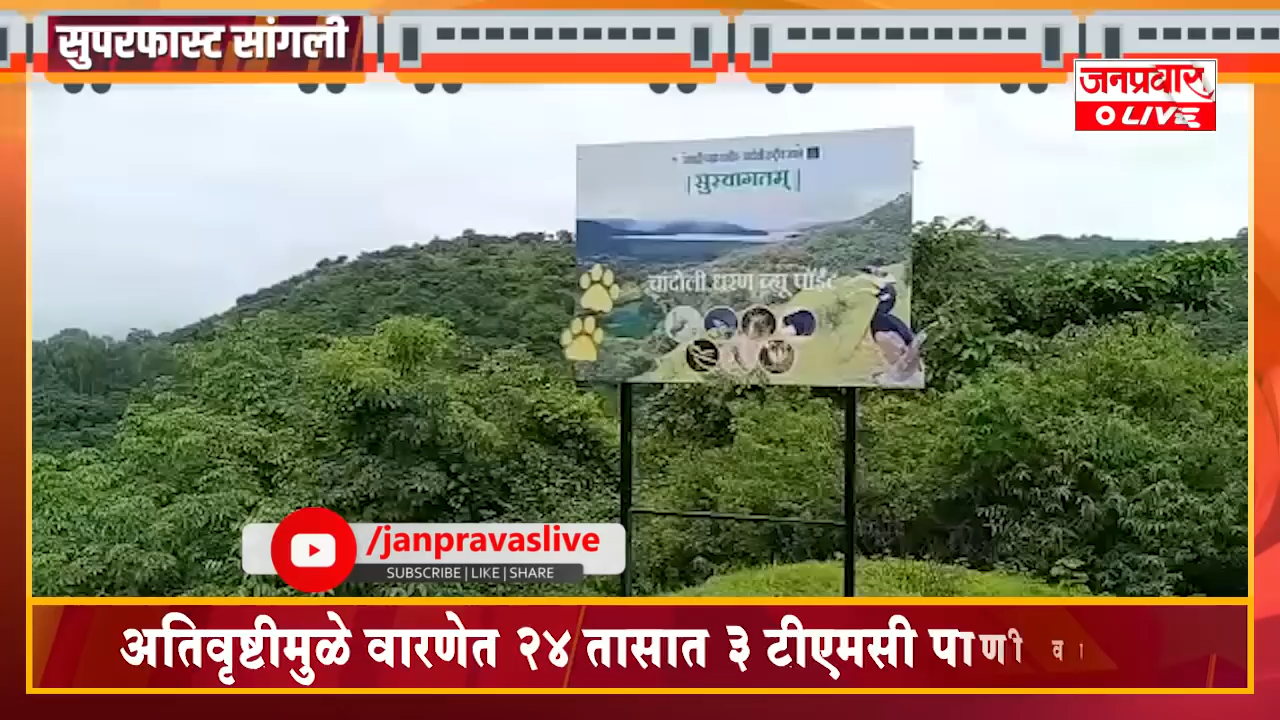 सुपरफास्ट सांगली
जनप्रवास
LIVE
|सुस्वागतम्|
चांदोली धरण व्ह्यू पॉईंट
/janpravaslive
SUBSCRIBE | LIKE | SHARE
अतिवृष्टीमुळे वारणेत २४ तासात ३ टीएमसी पाणी व